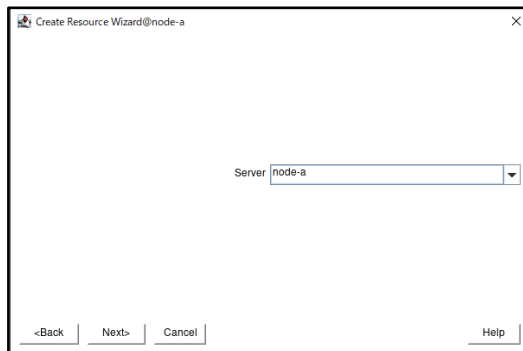 Create Resource Wizard@node-a
Server node-a
<Back Next> Cancel Help